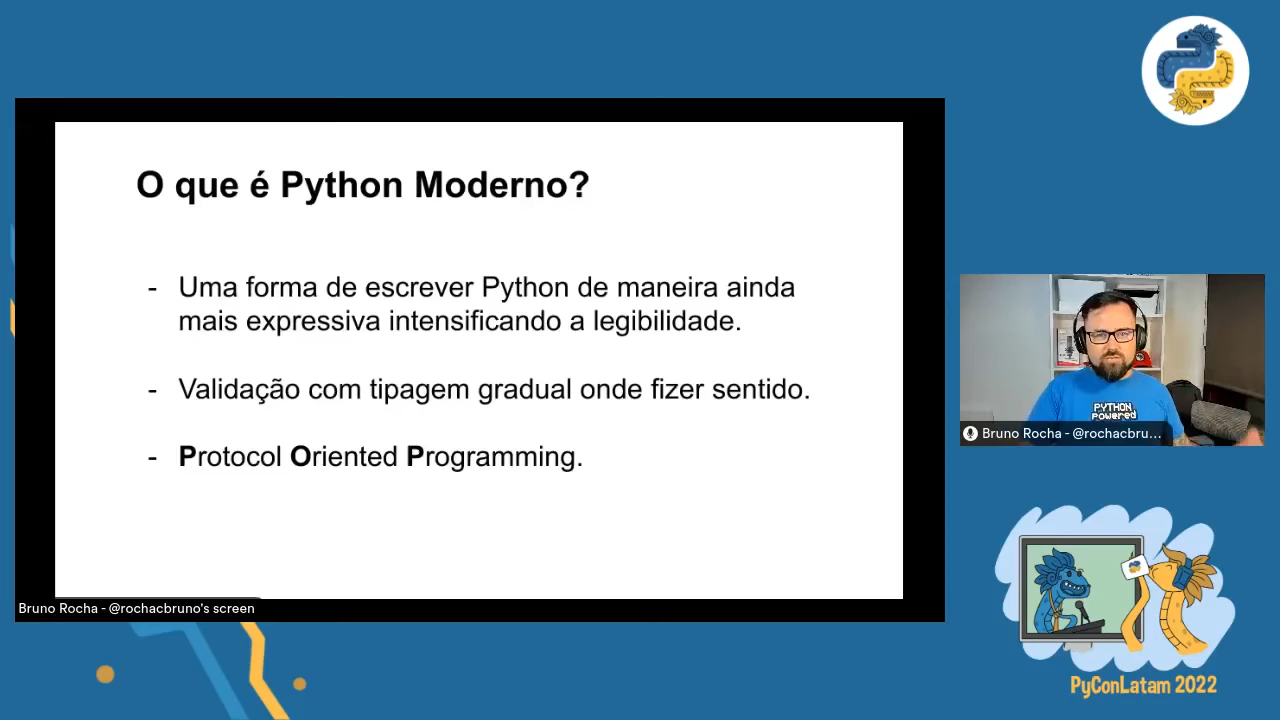 O que é Python Moderno?
- Uma forma de escrever Python de maneira ainda
mais expressiva intensificando a legibilidade.
- Validação com tipagem gradual onde fizer sentido.
- Protocol Oriented Programming.
Bruno Rocha - @rochacbruno's screen
PYTHON
Powered
Bruno Rocha - @rochacbru...
PyConLatam 2022